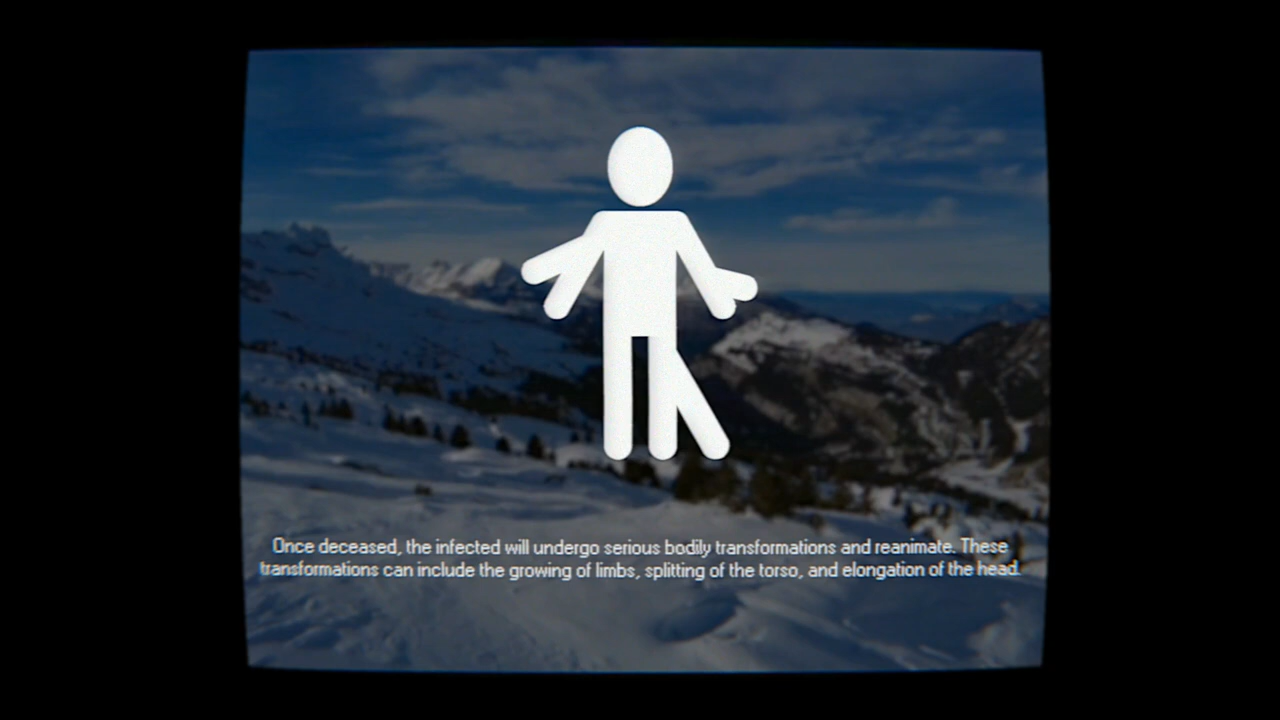 Once deceased, the infected will undergo serious bodily transformations and reanimate. These
transformations can include the growing of limbs, splitting of the torso, and elongation of the head.